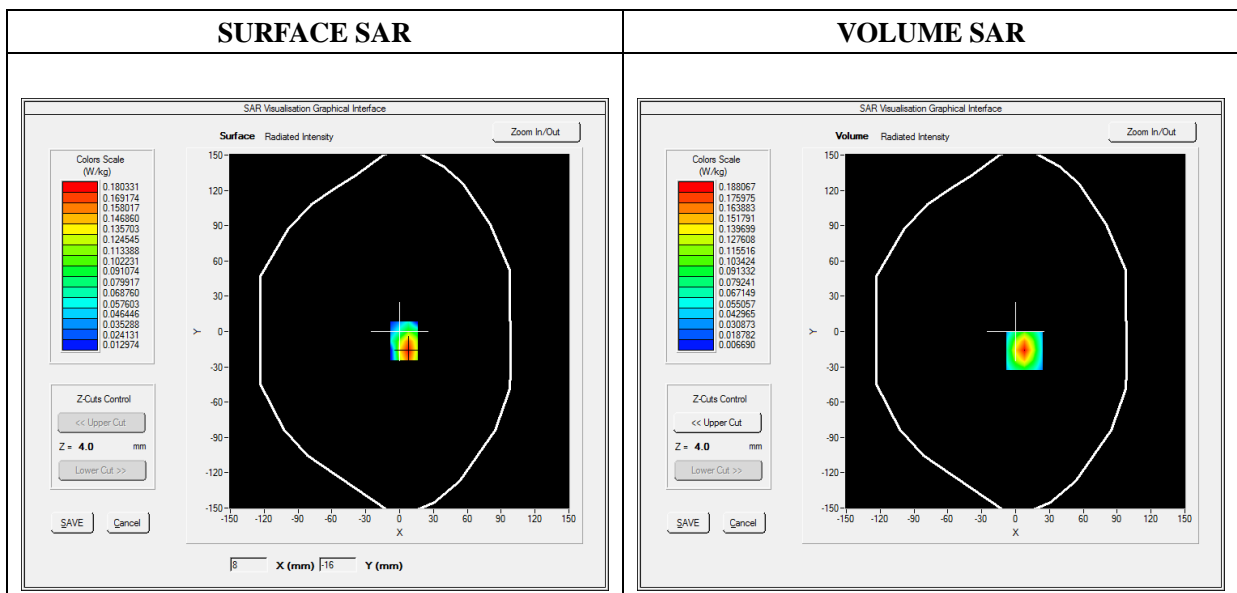 SURFACE SAR
VOLUME SAR
SAR Visualisation Graphical Interface
Surface Radiated Intensity
Zoom In/Out
Colors Scale
(W/kg)
0.180331
0.169174
0.158017
0.146860
0.135703
0.124545
0.113388
0.102231
0.091074
0.079917
0.068760
0.057603
0.046446
0.035288
0.024131
0.012974
150
120
90
60
30
0
-30
-60
-90
-120
-150
Y
-150 -120 -90 -60 -30 0 30 60 90 120 150
X
Z-Cuts Control
<< Upper Cut
Z = 4.0 mm
Lower Cut >>
SAVE Cancel
8 X (mm) -16 Y (mm)
SAR Visualisation Graphical Interface
Volume Radiated Intensity
Zoom In/Out
Colors Scale
(W/kg)
0.188067
0.175975
0.163883
0.151791
0.139699
0.127608
0.115516
0.103424
0.091332
0.079241
0.067149
0.055057
0.042965
0.030873
0.018782
0.006690
150
120
90
60
30
0
-30
-60
-90
-120
-150
Y
-150 -120 -90 -60 -30 0 30 60 90 120 150
X
Z-Cuts Control
<< Upper Cut
Z = 4.0 mm
Lower Cut >>
SAVE Cancel